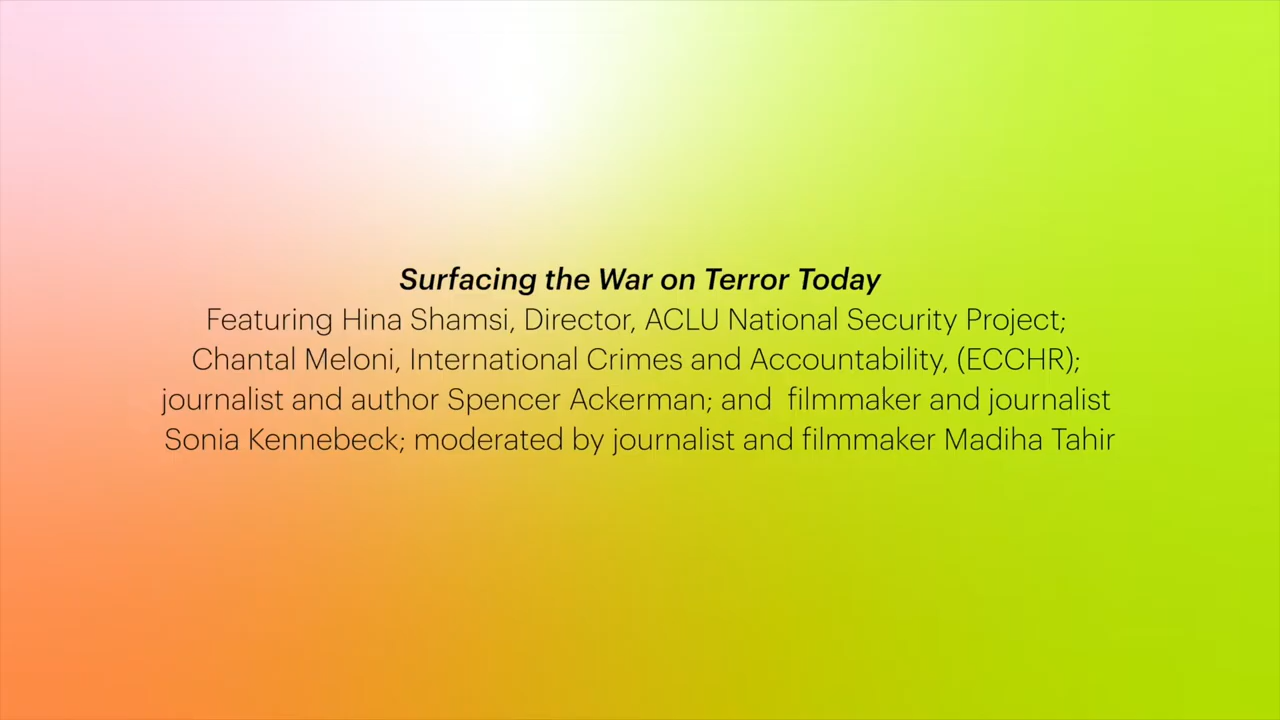 Surfacing the War on Terror Today
Featuring Hina Shamsi, Director, ACLU National Security Project;
Chantal Meloni, International Crimes and Accountability, (ECCHR);
journalist and author Spencer Ackerman; and  filmmaker and journalist
Sonia Kennebeck; moderated by journalist and filmmaker Madiha Tahir